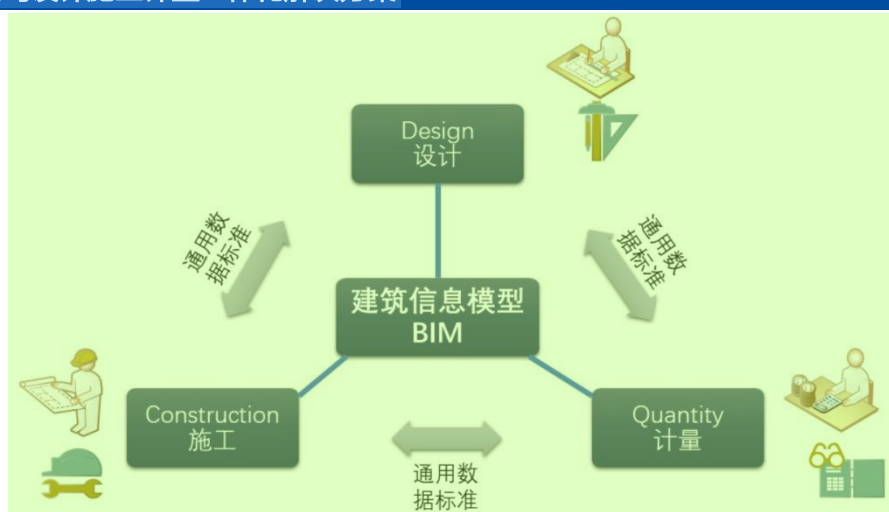 Design
设计
通用数
据标准
通用数
据标准
建筑信息模型
BIM
Construction
施工
Quantity
计量
通用数
据标准